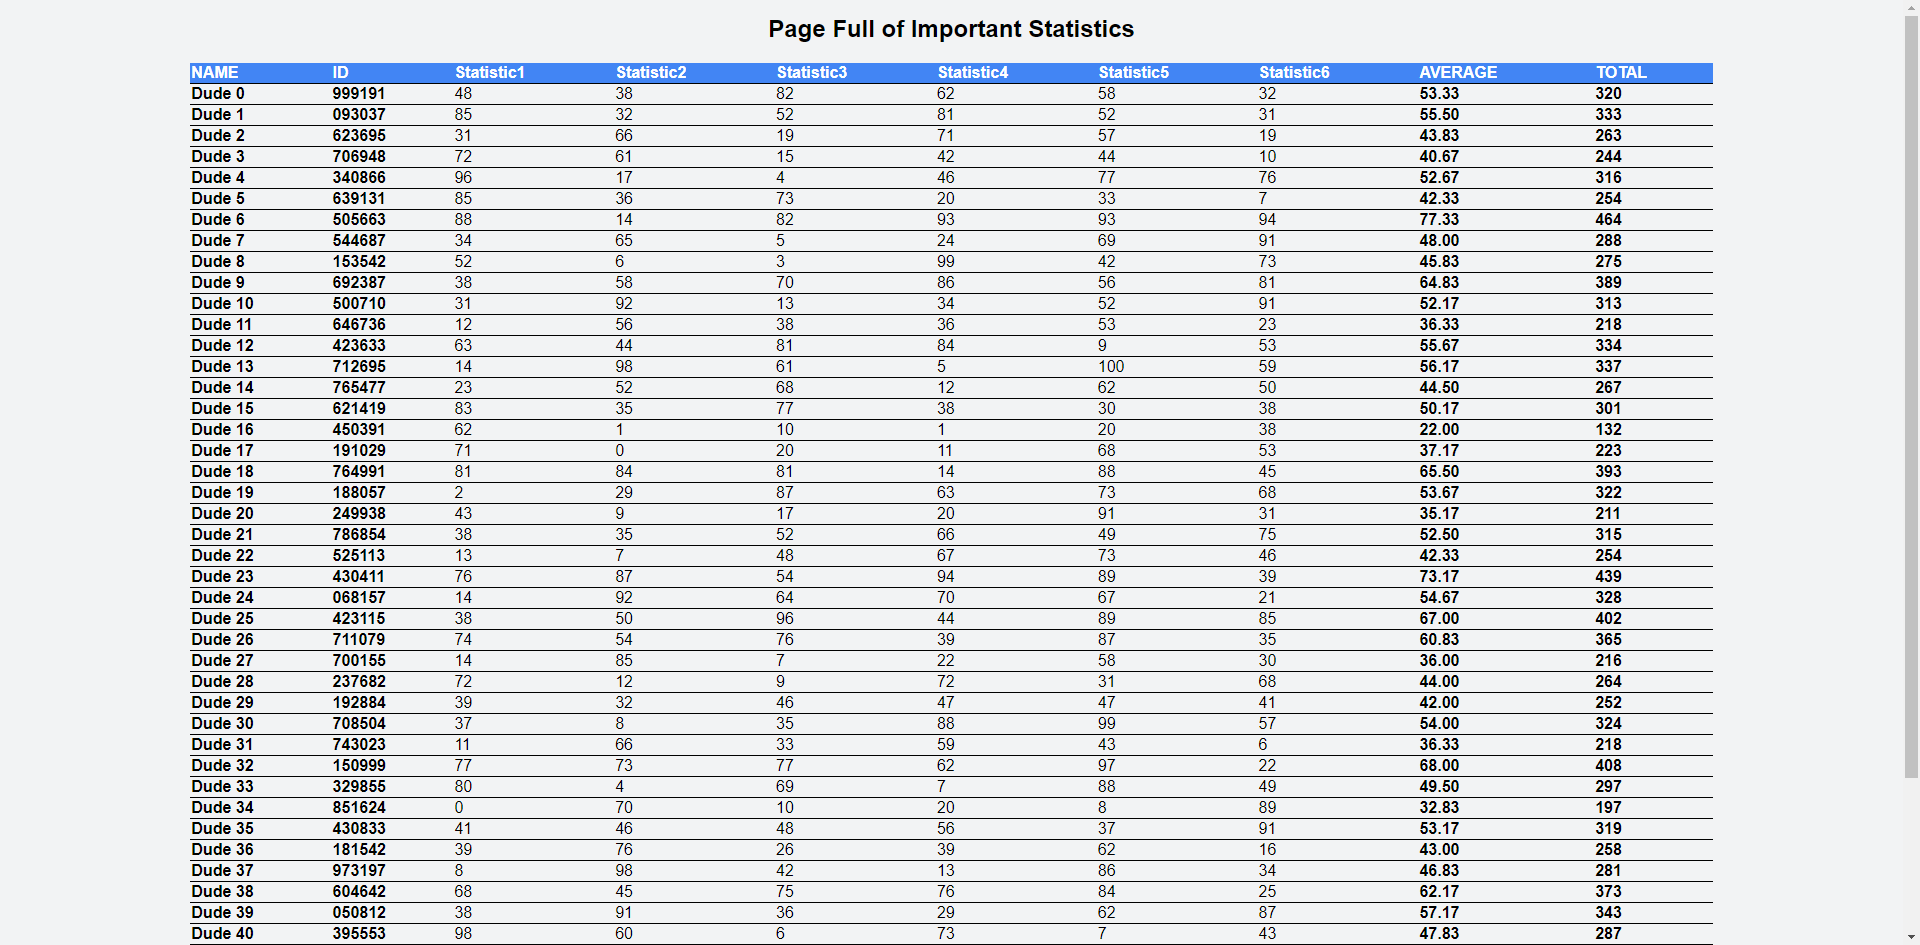 Page Full of Important Statistics
NAME ID Statistic1 Statistic2 Statistic3 Statistic4 Statistic5 Statistic6 AVERAGE TOTAL
Dude 0 999191 48 38 82 62 58 32 53.33 320
Dude 1 093037 85 32 52 81 52 31 55.50 333
Dude 2 623695 31 66 19 71 57 19 43.83 263
Dude 3 706948 72 61 15 42 44 10 40.67 244
Dude 4 340866 96 17 4 46 77 76 52.67 316
Dude 5 639131 85 36 73 20 33 7 42.33 254
Dude 6 505663 88 14 82 93 93 94 77.33 464
Dude 7 544687 34 65 5 24 69 91 48.00 288
Dude 8 153542 52 6 3 99 42 73 45.83 275
Dude 9 692387 38 58 70 86 56 81 64.83 389
Dude 10 500710 31 92 13 34 52 91 52.17 313
Dude 11 646736 12 56 38 36 53 23 36.33 218
Dude 12 423633 63 44 81 84 9 53 55.67 334
Dude 13 712695 14 98 61 5 100 59 56.17 337
Dude 14 765477 23 52 68 12 62 50 44.50 267
Dude 15 621419 83 35 77 38 30 38 50.17 301
Dude 16 450391 62 1 10 1 20 38 22.00 132
Dude 17 191029 71 0 20 11 68 53 37.17 223
Dude 18 764991 81 84 81 14 88 45 65.50 393
Dude 19 188057 2 29 87 63 73 68 53.67 322
Dude 20 249938 43 9 17 20 91 31 35.17 211
Dude 21 786854 38 35 52 66 49 75 52.50 315
Dude 22 525113 13 7 48 67 73 46 42.33 254
Dude 23 430411 76 87 54 94 89 39 73.17 439
Dude 24 068157 14 92 64 70 67 21 54.67 328
Dude 25 423115 38 50 96 44 89 85 67.00 402
Dude 26 711079 74 54 76 39 87 35 60.83 365
Dude 27 700155 14 85 7 22 58 30 36.00 216
Dude 28 237682 72 12 9 72 31 68 44.00 264
Dude 29 192884 39 32 46 47 47 41 42.00 252
Dude 30 708504 37 8 35 88 99 57 54.00 324
Dude 31 743023 11 66 33 59 43 6 36.33 218
Dude 32 150999 77 73 77 62 97 22 68.00 408
Dude 33 329855 80 4 69 7 88 49 49.50 297
Dude 34 851624 0 70 10 20 8 89 32.83 197
Dude 35 430833 41 46 48 56 37 91 53.17 319
Dude 36 181542 39 76 26 39 62 16 43.00 258
Dude 37 973197 8 98 42 13 86 34 46.83 281
Dude 38 604642 68 45 75 76 84 25 62.17 373
Dude 39 050812 38 91 36 29 62 87 57.17 343
Dude 40 395553 98 60 6 73 7 43 47.83 287